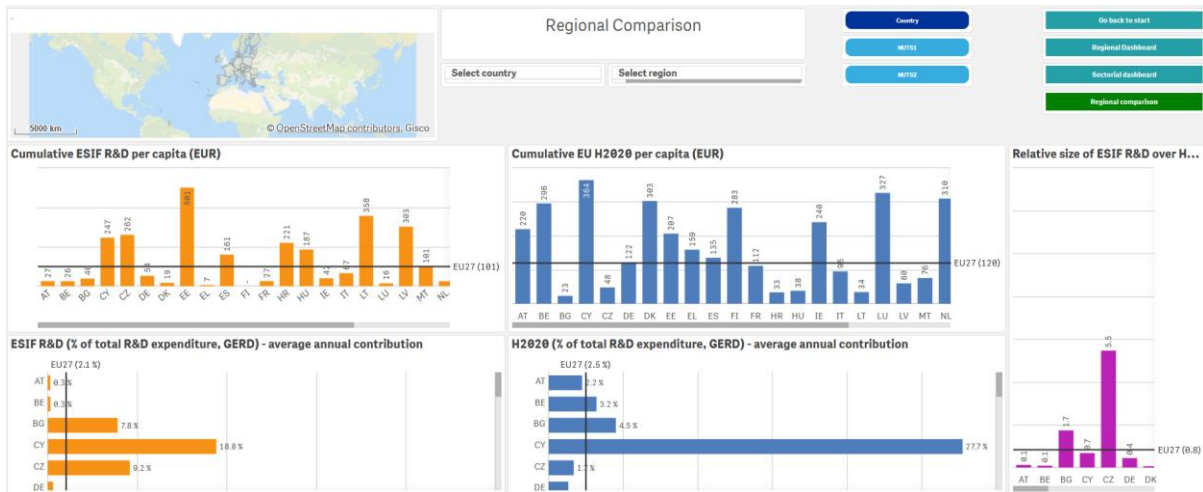 Regional Comparison
Select country
Select region
Country
NUTS1
NUTS2
Go back to start
Regional Dashboard
Sectorial dashboard
Regional comparison
5000 km
© OpenStreetMap contributors, Gisco
Cumulative ESIF R&D per capita (EUR)
27 26 40 247 262 54 19 501 7 161 - 27 221 187 42 67 358 16 303 101
EU27 (101)
AT BE BG CY CZ DE DK EE EL ES FI FR HR HU IE IT LT LU LV MT NL
Cumulative EU H2020 per capita (EUR)
220 296 23 364 48 122 303 207 159 135 283 112 33 38 240 95 34 327 60 76 310
EU27 (120)
AT BE BG CY CZ DE DK EE EL ES FI FR HR HU IE IT LT LU LV MT NL
Relative size of ESIF R&D over H...
0.1 0.1 1.7 0.7 5.5 0.4
EU27 (0.8)
AT BE BG CY CZ DE DK
ESIF R&D (% of total R&D expenditure, GERD) - average annual contribution
EU27 (2.1 %)
AT 0.3 %
BE 0.3 %
BG 7.8 %
CY 18.8 %
CZ 9.2 %
DE
H2020 (% of total R&D expenditure, GERD) - average annual contribution
EU27 (2.5 %)
AT 2.2 %
BE 3.2 %
BG 4.5 %
CY 27.7 %
CZ
DE